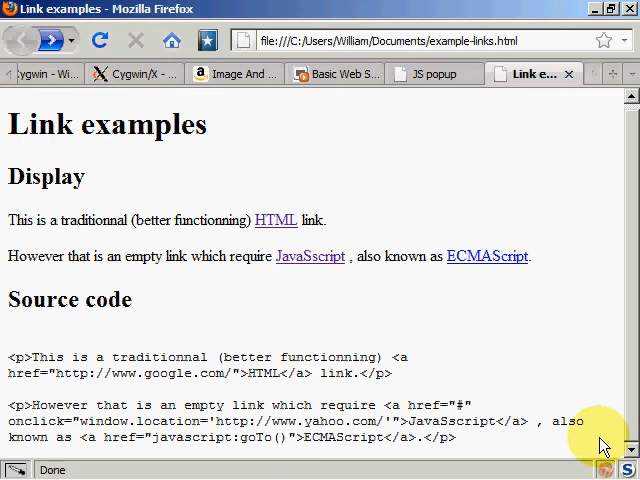 Link examples - Mozilla Firefox
file:///C:/Users/William/Documents/example-links.html
Cygwin - Wi... Cygwin/X - ... Image And ... Basic Web S... JS popup Link e...
Link examples
Display
This is a traditionnal (better functionning) HTML link.
However that is an empty link which require JavaSscript , also known as ECMAScript.
Source code
<p>This is a traditionnal (better functionning) <a
href="http://www.google.com/">HTML</a> link.</p>
<p>However that is an empty link which require <a href="#"
onclick="window.location='http://www.yahoo.com/'">JavaSscript</a> , also
known as <a href="javascript:goTo()">ECMAScript</a>.</p>
Done